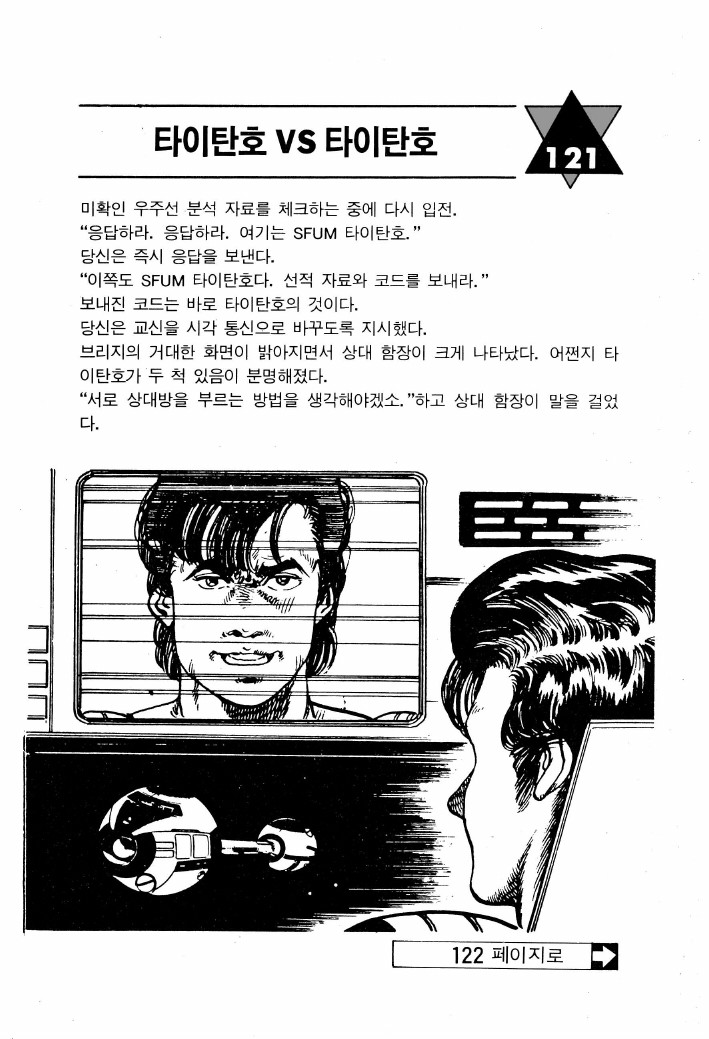 타이탄호 VS 타이탄호
121
미확인 우주선 분석 자료를 체크하는 중에 다시 입전.
“응답하라. 응답하라. 여기는 SFUM 타이탄호.”
당신은 즉시 응답을 보낸다.
“이쪽도 SFUM 타이탄호다. 선적 자료와 코드를 보내라.”
보내진 코드는 바로 타이탄호의 것이다.
당신은 교신을 시각 통신으로 바꾸도록 지시했다.
브리지의 거대한 화면이 밝아지면서 상대 함장이 크게 나타났다. 어쩐지 타
이탄호가 두 척 있음이 분명해졌다.
“서로 상대방을 부르는 방법을 생각해야겠소.”하고 상대 함장이 말을 걸었
다.
122 페이지로